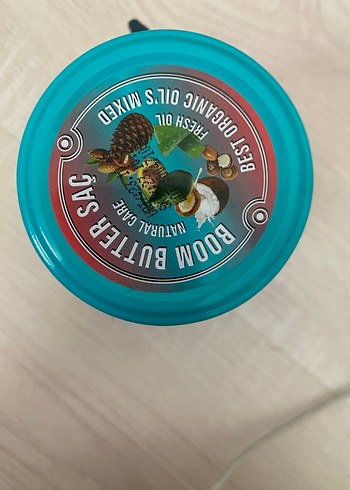 BOOM BUTTER SAÇ
NATURAL CARE
FRESH OIL
BEST ORGANIC OIL'S MIXED